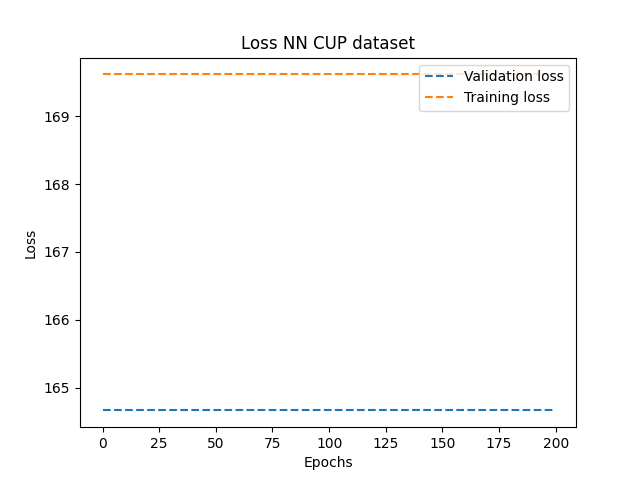 Loss NN CUP dataset
Validation loss
Training loss
169
168
167
166
165
Loss
0 25 50 75 100 125 150 175 200
Epochs